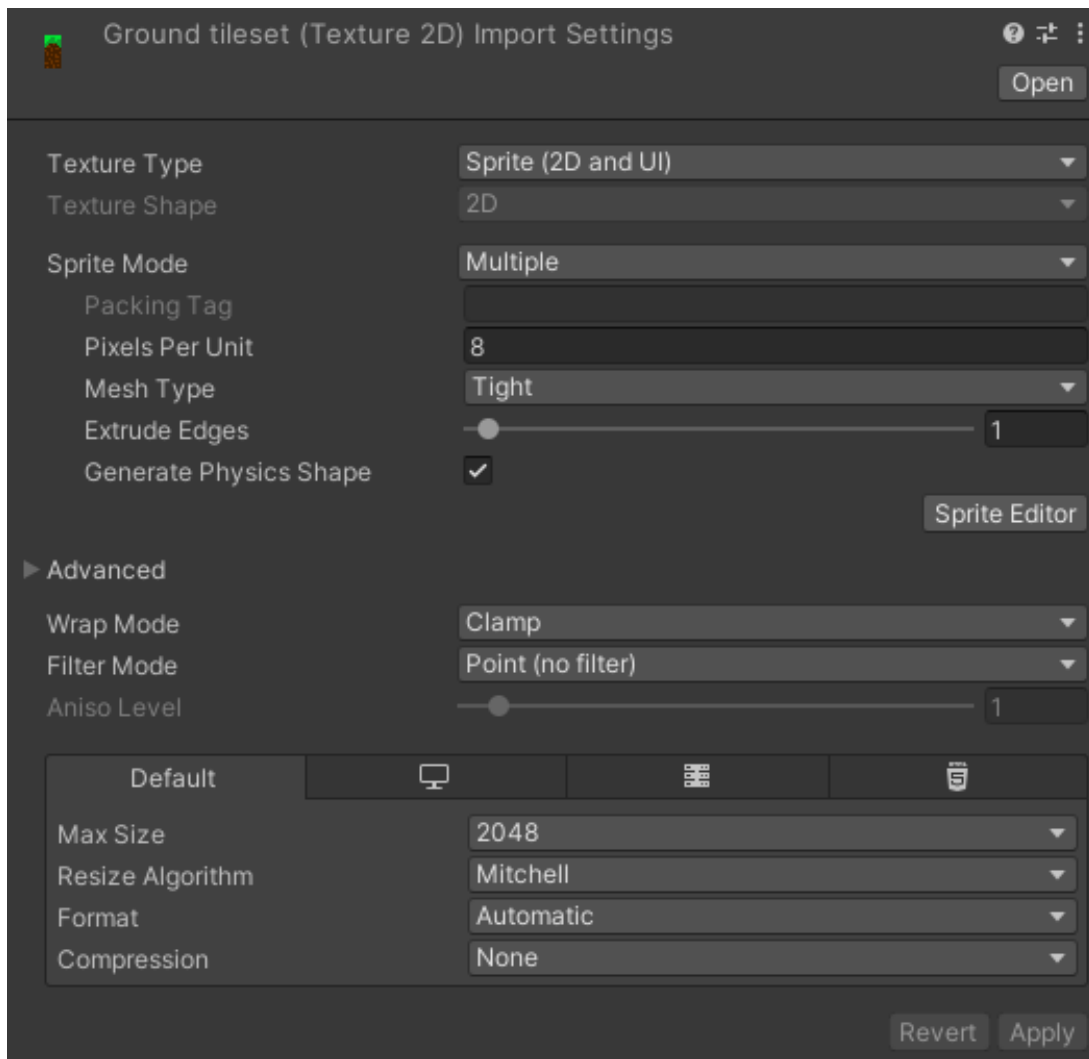 Ground tileset (Texture 2D) Import Settings
Open
Texture Type Sprite (2D and UI)
Texture Shape 2D
Sprite Mode Multiple
Packing Tag
Pixels Per Unit 8
Mesh Type Tight
Extrude Edges 1
Generate Physics Shape
Sprite Editor
Advanced
Wrap Mode Clamp
Filter Mode Point (no filter)
Aniso Level 1
Default 5
Max Size 2048
Resize Algorithm Mitchell
Format Automatic
Compression None
Revert Apply